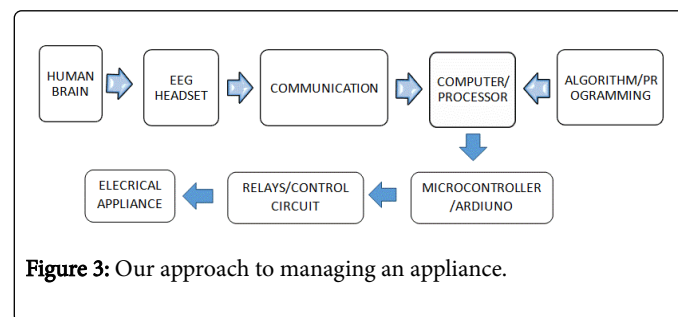 HUMAN
BRAIN
EEG
HEADSET
COMMUNICATION
COMPUTER/
PROCESSOR
ALGORITHM/PR
OGRAMMING
ELECRICAL
APPLIANCE
RELAYS/CONTROL
CIRCUIT
MICROCONTROLLER
/ARDIUNO
Figure 3: Our approach to managing an appliance.